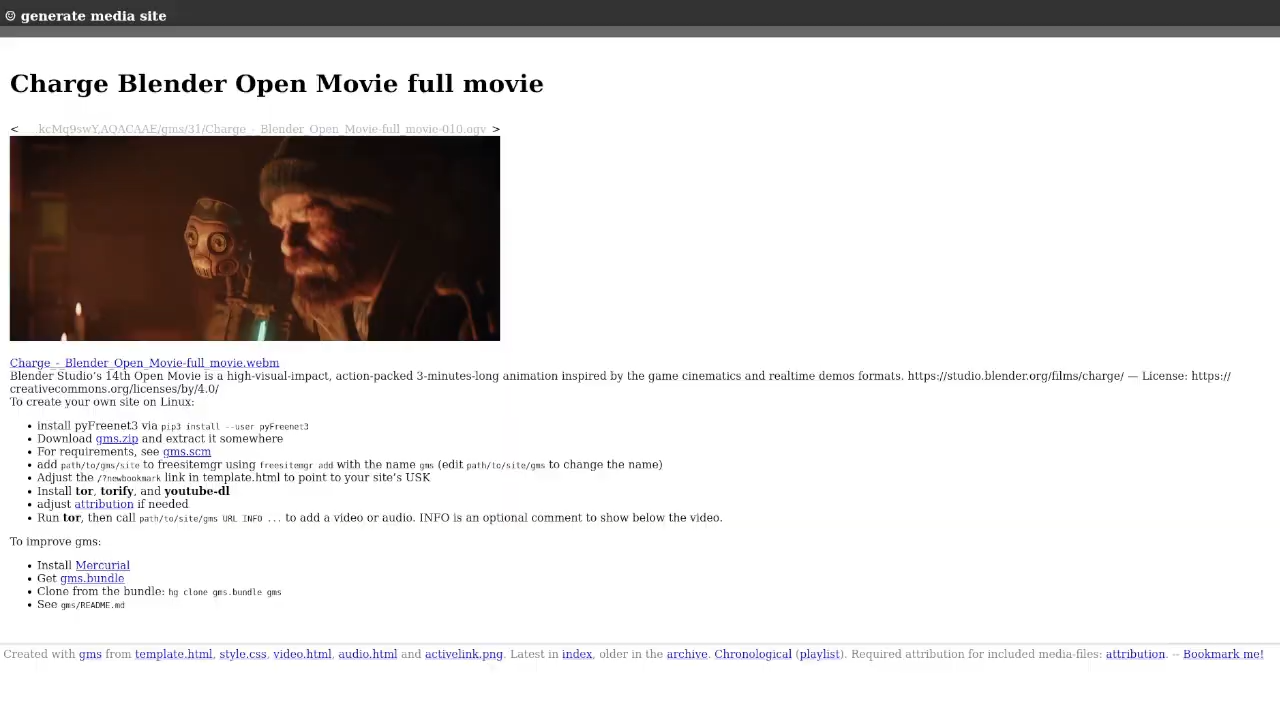 ☺ generate media site
Charge Blender Open Movie full movie
< kcMq9swY,AQACAAE/gms/31/Charge_-_Blender_Open_Movie-full_movie-010.ogv >
Charge_-_Blender_Open_Movie-full_movie.webm
Blender Studio’s 14th Open Movie is a high-visual-impact, action-packed 3-minutes-long animation inspired by the game cinematics and realtime demos formats. https://studio.blender.org/films/charge/ — License: https://
creativecommons.org/licenses/by/4.0/
To create your own site on Linux:
• install pyFreenet3 via pip3 install --user pyFreenet3
• Download gms.zip and extract it somewhere
• For requirements, see gms.scm
• add path/to/gms/site to freesitemgr using freesitemgr add with the name gms (edit path/to/site/gms to change the name)
• Adjust the /?newbookmark link in template.html to point to your site’s USK
• Install tor, torify, and youtube-dl
• adjust attribution if needed
• Run tor, then call path/to/site/gms URL INFO ... to add a video or audio. INFO is an optional comment to show below the video.
To improve gms:
• Install Mercurial
• Get gms.bundle
• Clone from the bundle: hg clone gms.bundle gms
• See gms/README.md
Created with gms from template.html, style.css, video.html, audio.html and activelink.png. Latest in index, older in the archive. Chronological (playlist). Required attribution for included media-files: attribution. -- Bookmark me!